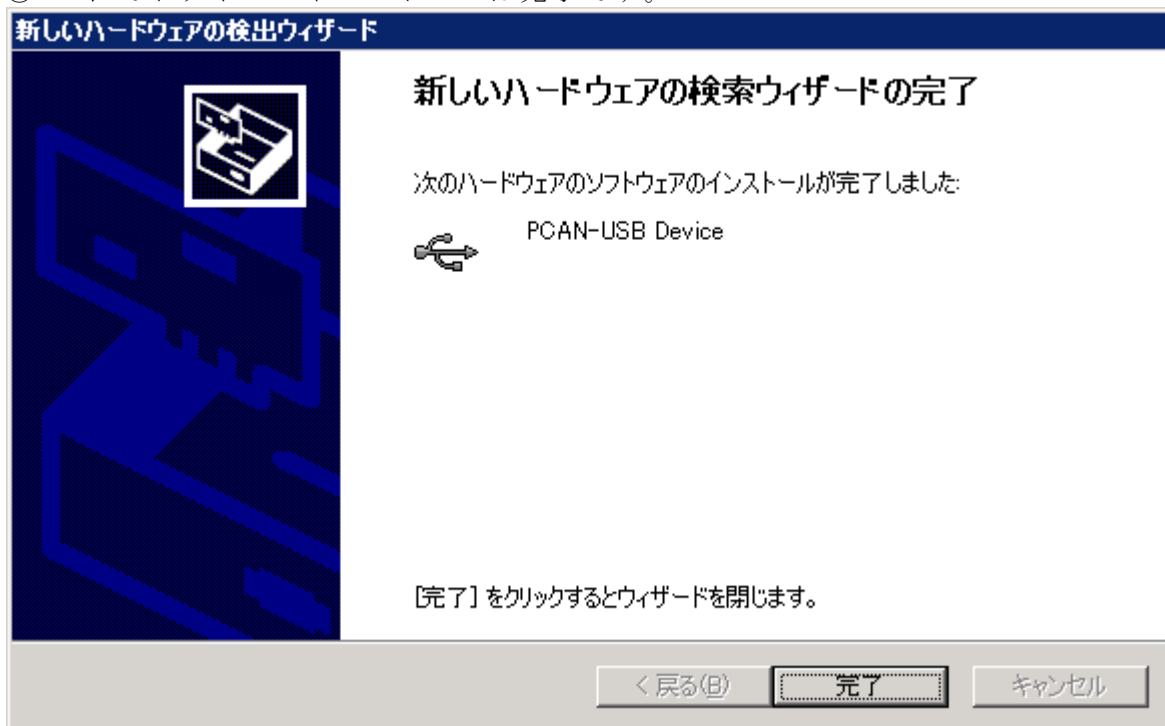 新しいハードウェアの検出ウィザード
新しいハードウェアの検索ウィザードの完了
次のハードウェアのソフトウェアのインストールが完了しました:
PCAN-USB Device
[完了] をクリックするとウィザードを閉じます。
< 戻る(B)
完了
キャンセル